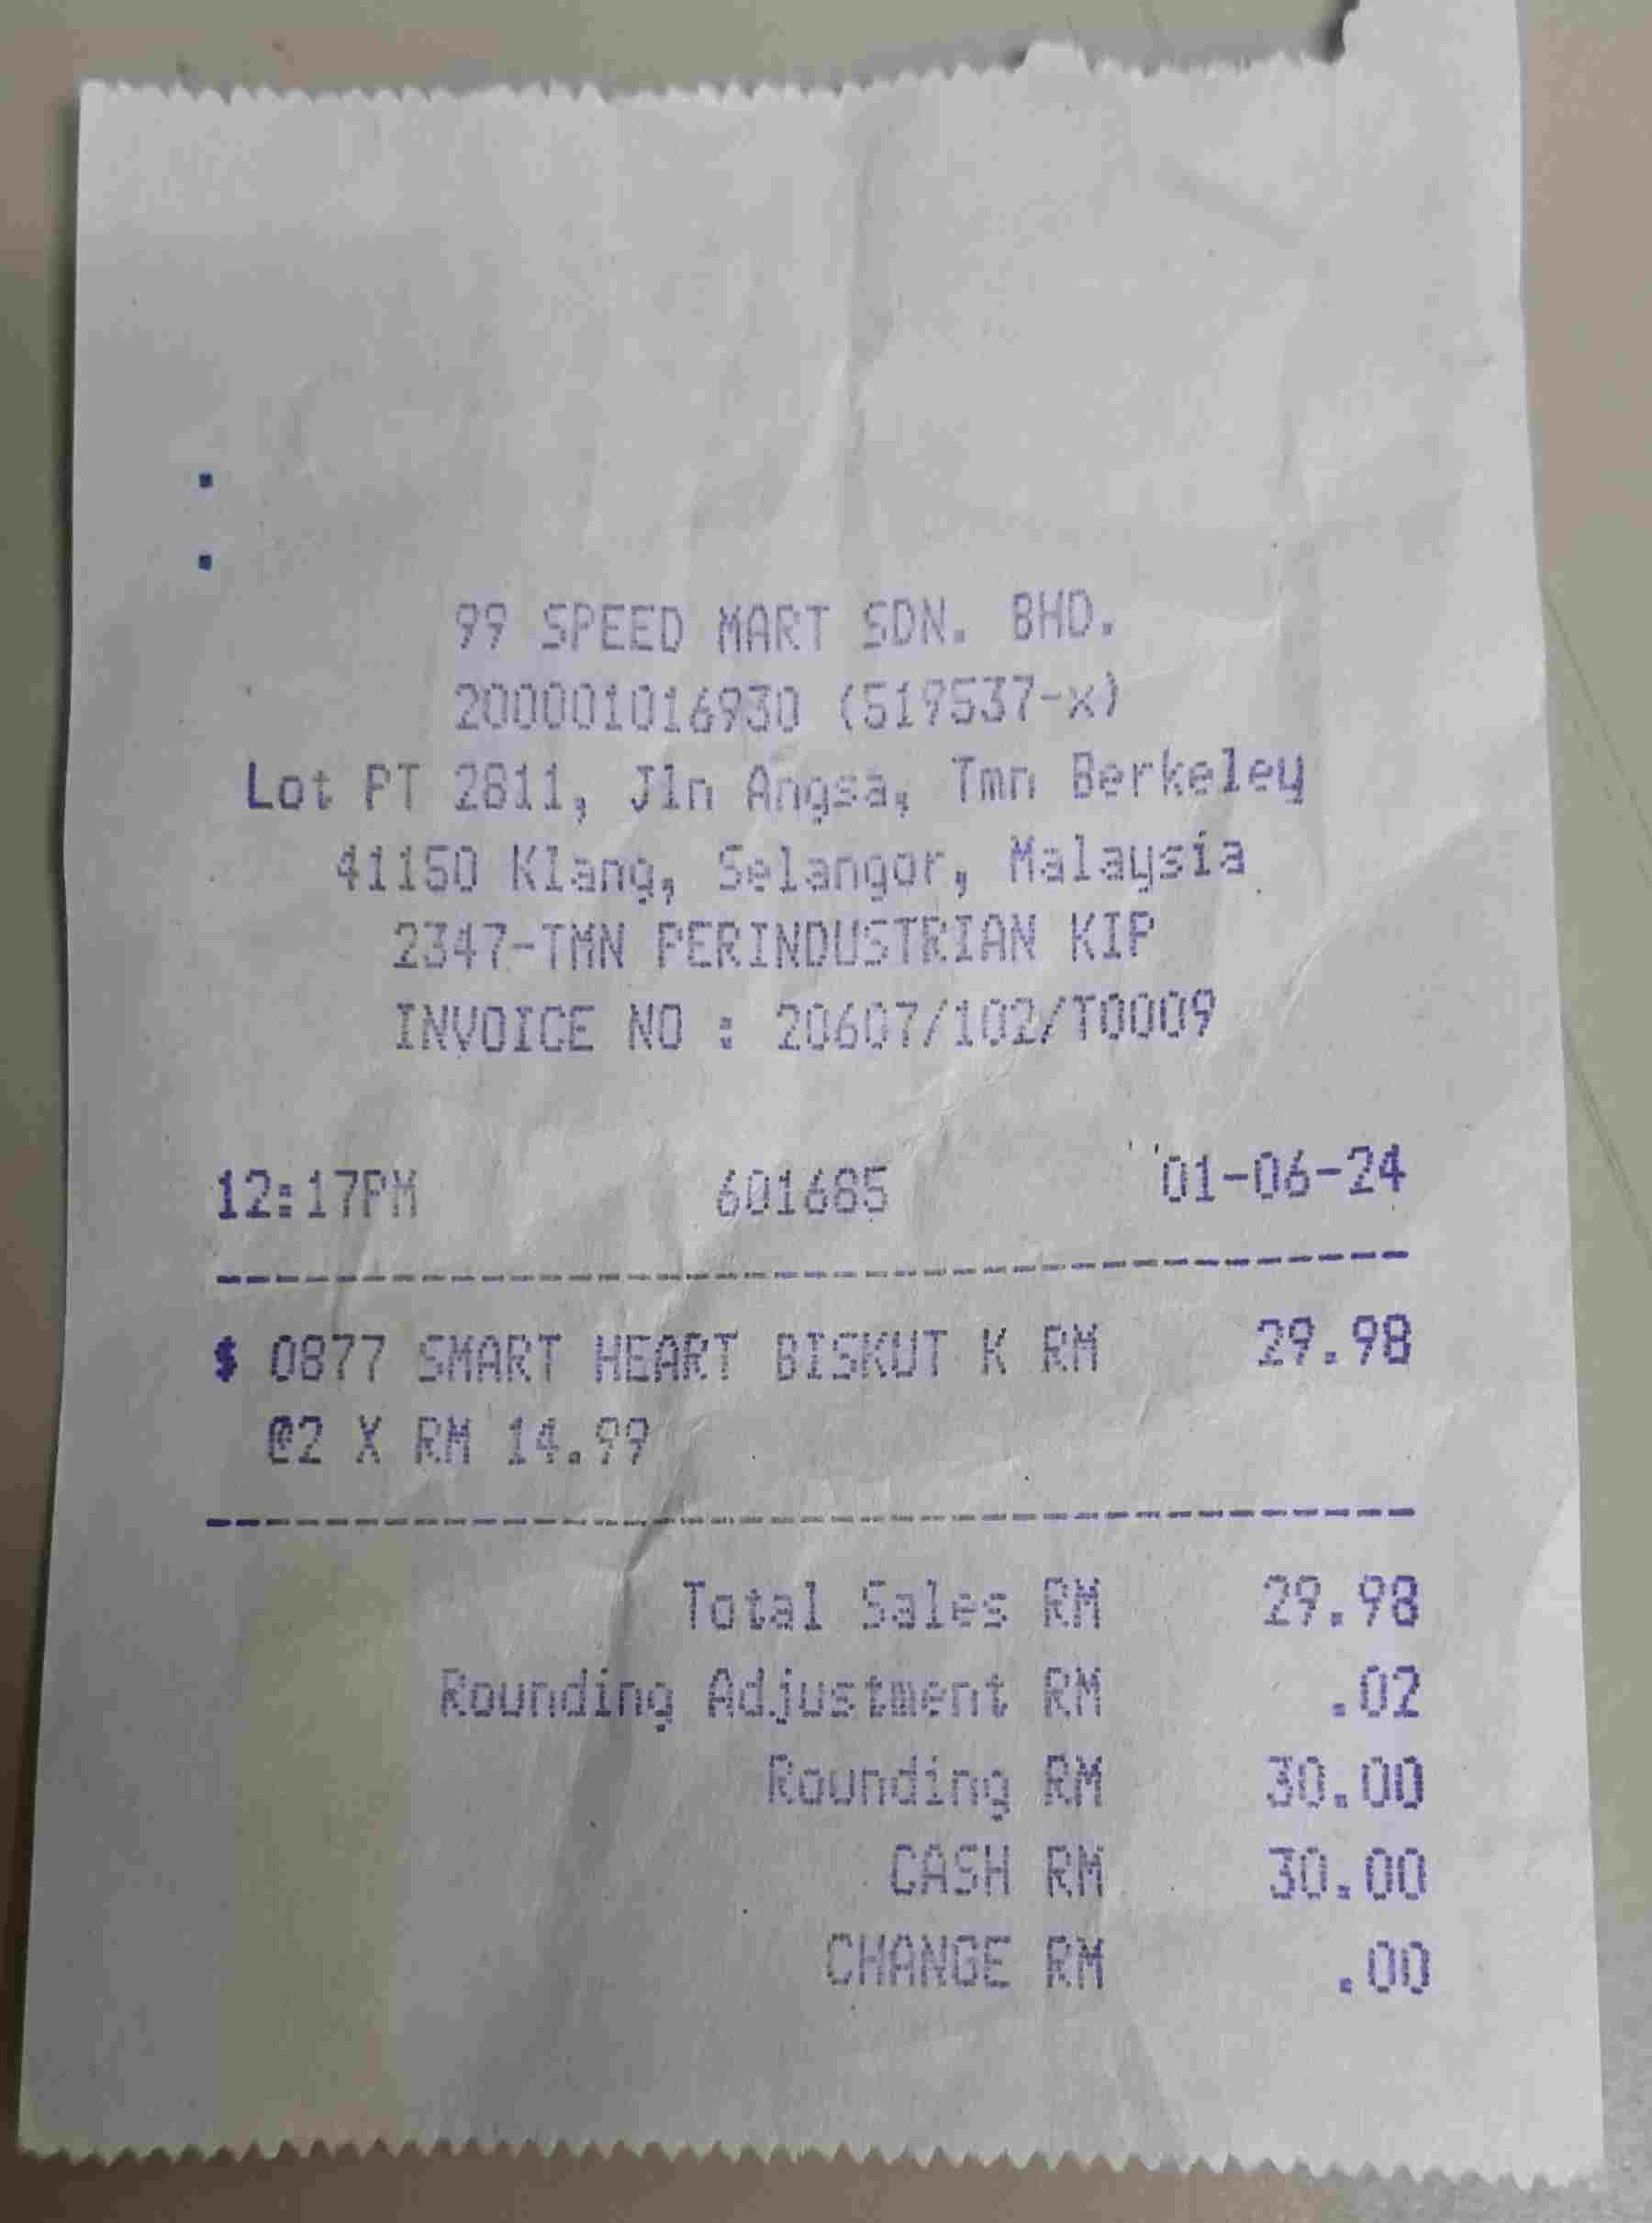 99 SPEED MART SDN. BHD.
200001016930 (519537-x)
Lot PT 2811, Jln Angsa, Tmn Berkeley
41150 Klang, Selangor, Malaysia
2347-TMN PERINDUSTRIAN KIP
INVOICE NO : 20607/102/T0009
12:17PM 601685 01-06-24
$ 0877 SMART HEART BISKUT K RM 29.98
@2 X RM 14.99
Total Sales RM 29.98
Rounding Adjustment RM .02
Rounding RM 30.00
CASH RM 30.00
CHANGE RM .00